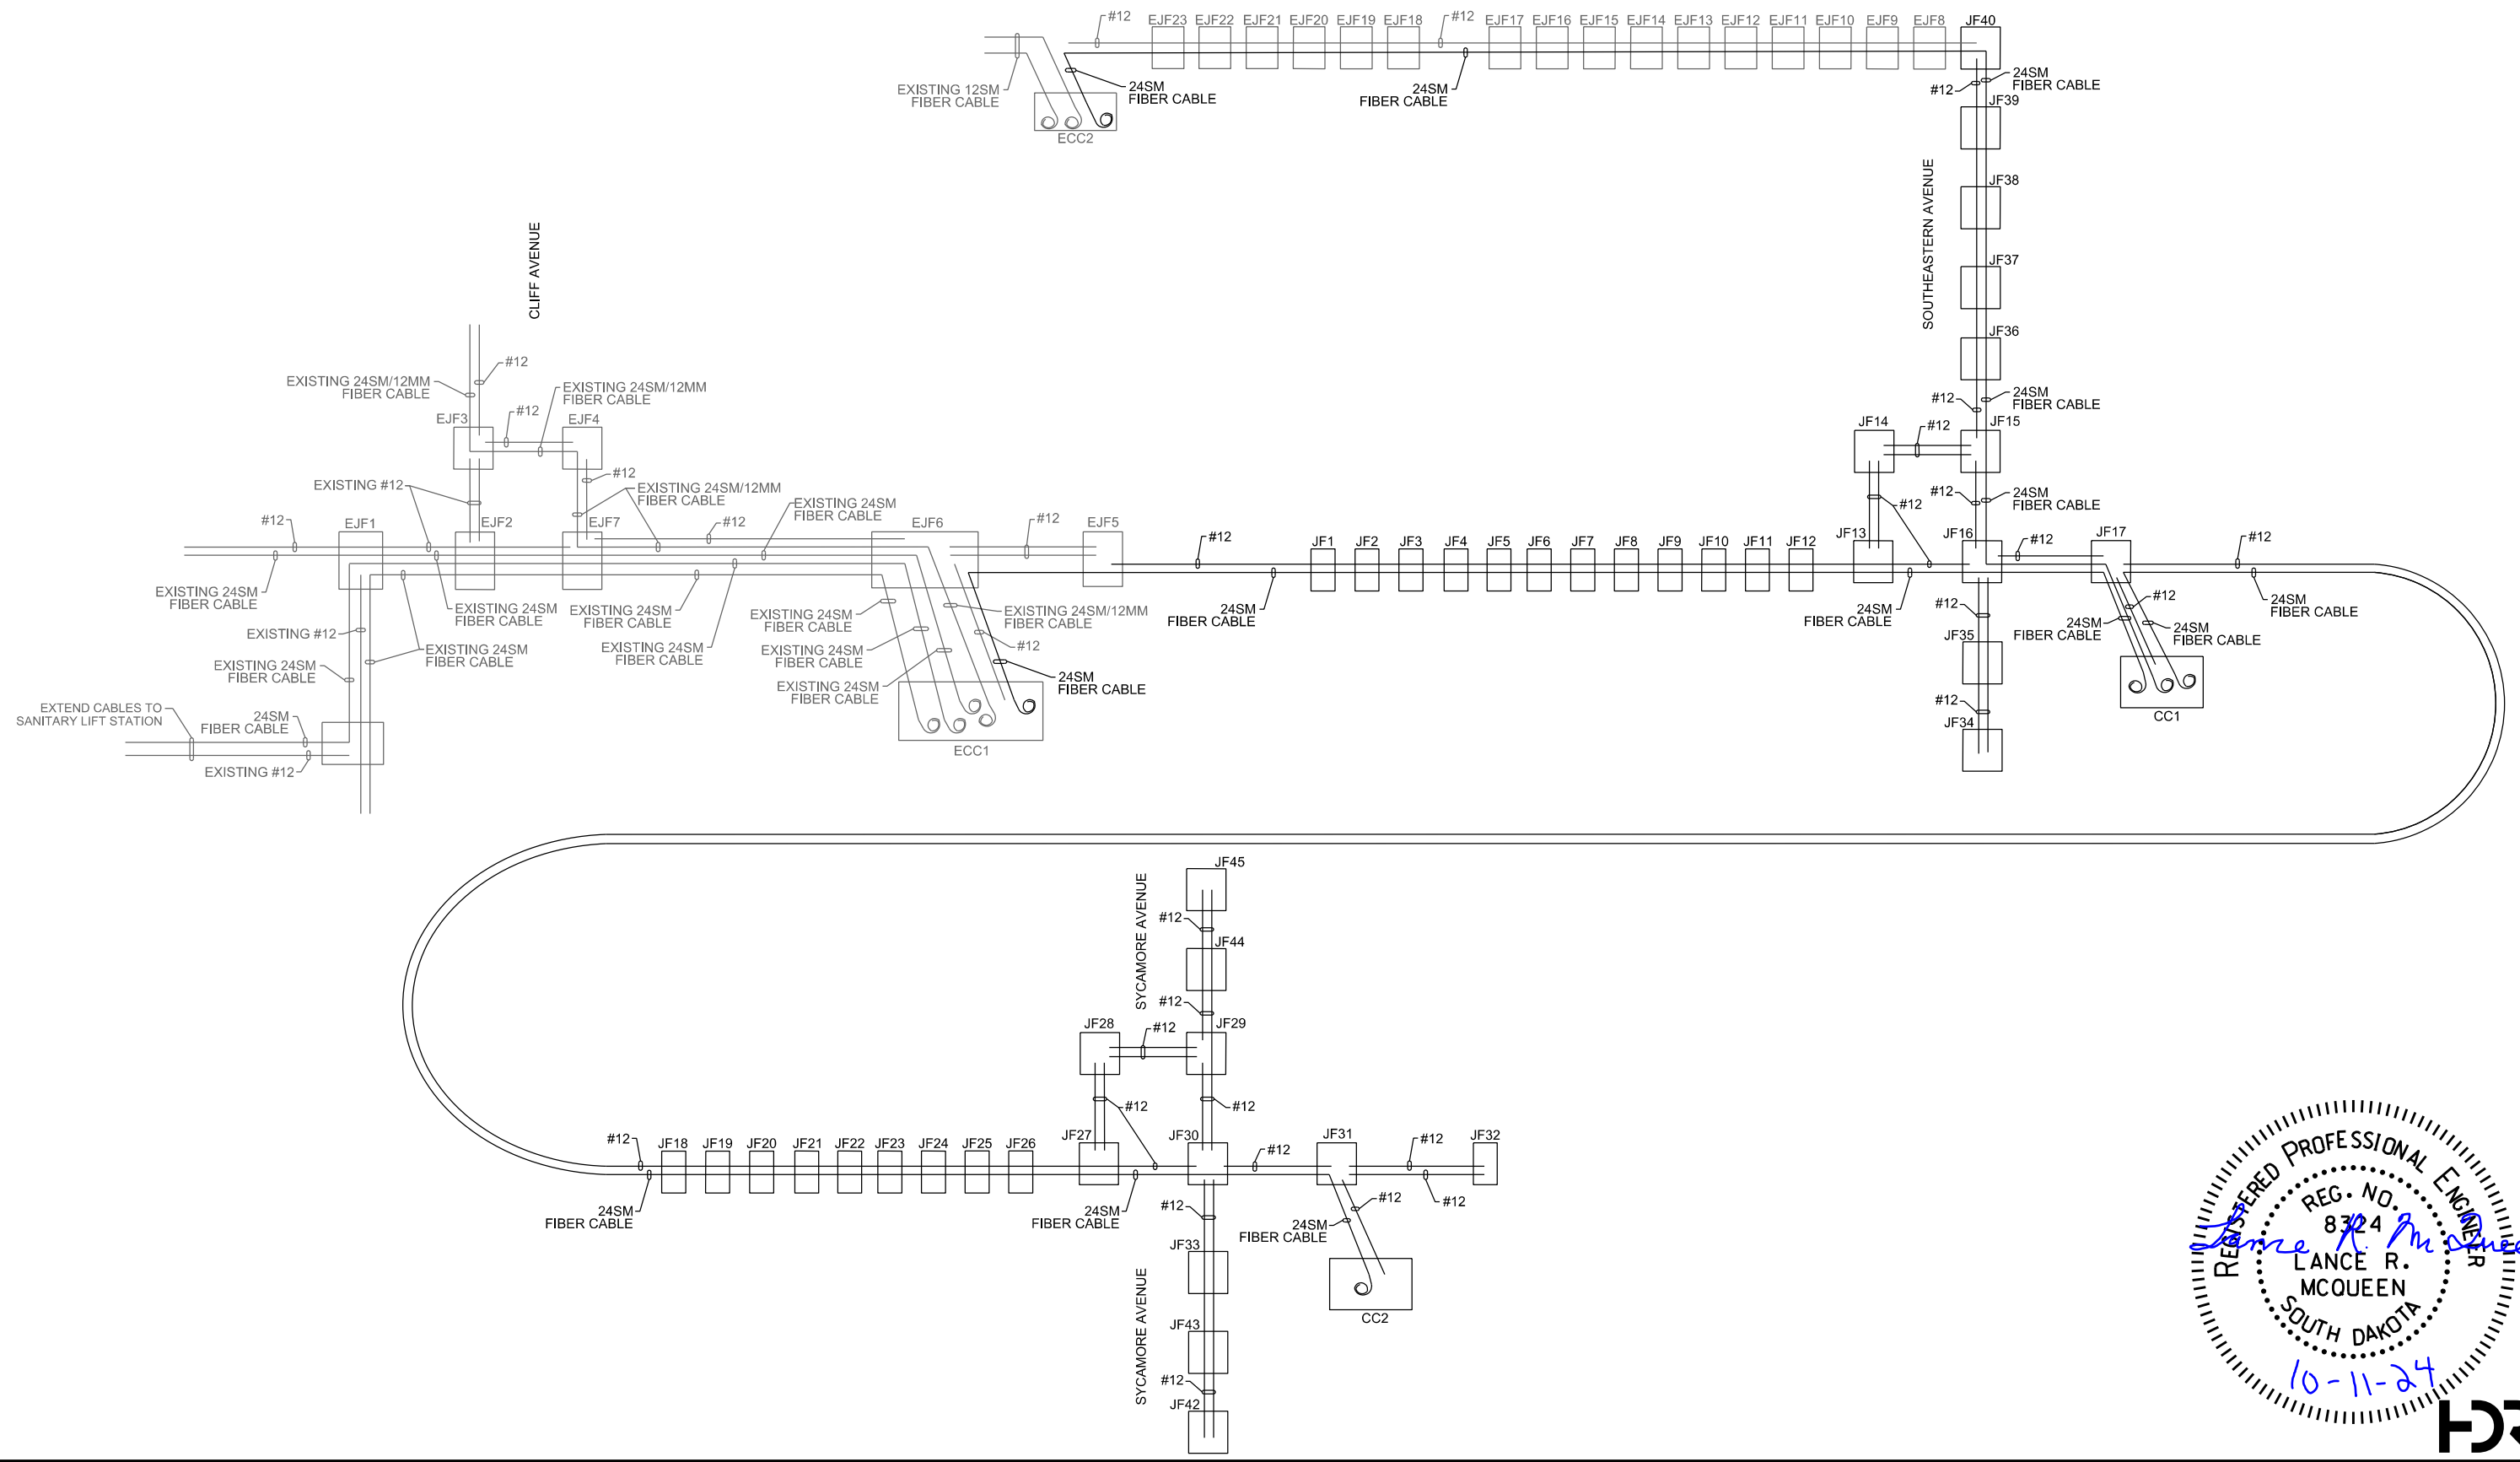 #12
EJF23
EJF22
EJF21
EJF20
EJF19
EJF18
#12
EJF17
EJF16
EJF15
EJF14
EJF13
EJF12
EJF11
EJF10
EJF9
EJF8
JF40
EXISTING 12SM
FIBER CABLE
24SM
FIBER CABLE
ECC2
24SM
FIBER CABLE
#12
24SM
FIBER CABLE
JF39
SOUTHEASTERN AVENUE
JF38
JF37
JF36
#12
24SM
FIBER CABLE
CLIFF AVENUE
EXISTING 24SM/12MM
FIBER CABLE
#12
EXISTING 24SM/12MM
FIBER CABLE
EJF3
#12
EJF4
#12
EXISTING #12
EXISTING 24SM/12MM
FIBER CABLE
EXISTING 24SM
FIBER CABLE
#12
EJF1
EJF2
EJF7
#12
EJF6
#12
EJF5
JF14
#12
JF15
#12
#12
24SM
FIBER CABLE
#12
JF1
JF2
JF3
JF4
JF5
JF6
JF7
JF8
JF9
JF10
JF11
JF12
JF13
JF16
#12
JF17
#12
EXISTING 24SM
FIBER CABLE
EXISTING #12
EXISTING 24SM
FIBER CABLE
EXISTING 24SM
FIBER CABLE
EXISTING 24SM
FIBER CABLE
EXISTING 24SM
FIBER CABLE
EXISTING 24SM
FIBER CABLE
EXISTING 24SM
FIBER CABLE
EXISTING 24SM
FIBER CABLE
EXISTING 24SM
FIBER CABLE
EXISTING 24SM/12MM
FIBER CABLE
#12
24SM
FIBER CABLE
ECC1
24SM
FIBER CABLE
24SM
FIBER CABLE
#12
JF35
#12
JF34
24SM
FIBER CABLE
#12
24SM
FIBER CABLE
24SM
FIBER CABLE
CC1
EXTEND CABLES TO
SANITARY LIFT STATION
24SM
FIBER CABLE
EXISTING #12
JF45
SYCAMORE AVENUE
#12
JF44
#12
JF28
#12
JF29
#12
#12
#12
JF18
JF19
JF20
JF21
JF22
JF23
JF24
JF25
JF26
JF27
JF30
#12
JF31
#12
JF32
24SM
FIBER CABLE
24SM
FIBER CABLE
#12
24SM
FIBER CABLE
#12
#12
JF33
CC2
SYCAMORE AVENUE
JF43
#12
JF42
REGISTERED PROFESSIONAL ENGINEER
REG. NO.
8324
LANCE R.
MCQUEEN
SOUTH DAKOTA
10-11-24